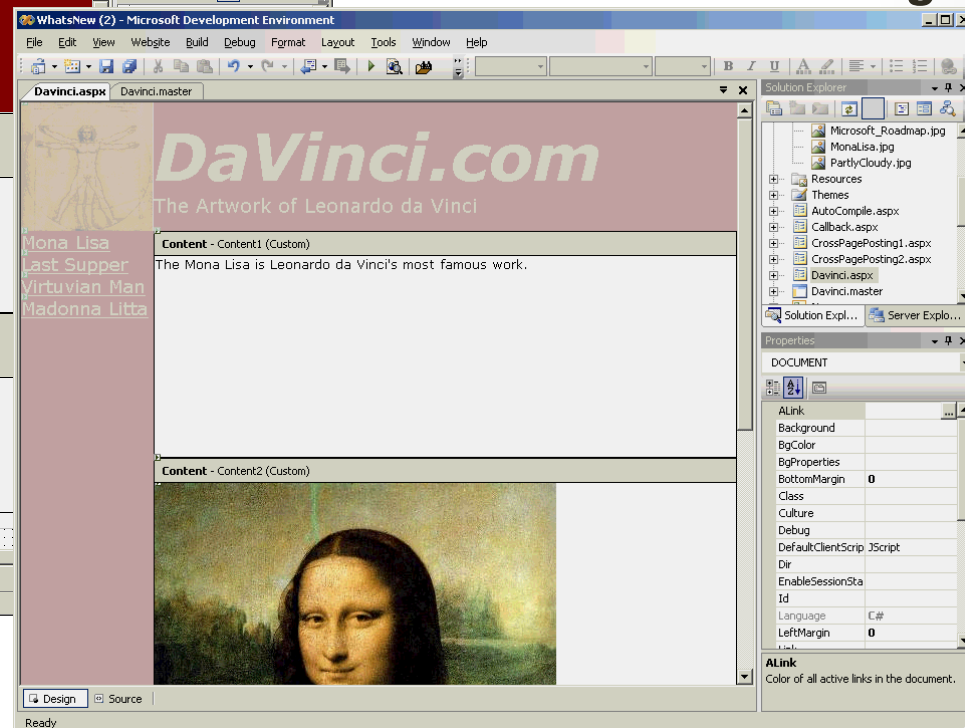 WhatsNew (2) - Microsoft Development Environment
File Edit View Website Build Debug Format Layout Tools Window Help
B I U A
Davinci.aspx Davinci.master
DaVinci.com
The Artwork of Leonardo da Vinci
Mona Lisa
Last Supper
Virtuvian Man
Madonna Litta
Content - Content1 (Custom)
The Mona Lisa is Leonardo da Vinci's most famous work.
Content - Content2 (Custom)
Design Source
Ready
Solution Explorer
Microsoft_Roadmap.jpg
MonaLisa.jpg
PartlyCloudy.jpg
Resources
Themes
AutoCompile.aspx
Callback.aspx
CrossPagePosting1.aspx
CrossPagePosting2.aspx
Davinci.aspx
Davinci.master
Solution Expl... Server Explo...
Properties
DOCUMENT
ALink ...
Background
BgColor
BgProperties
BottomMargin 0
Class
Culture
Debug
DefaultClientScrip JScript
Dir
EnableSessionSta
Id
Language C#
LeftMargin 0
ALink
Color of all active links in the document.